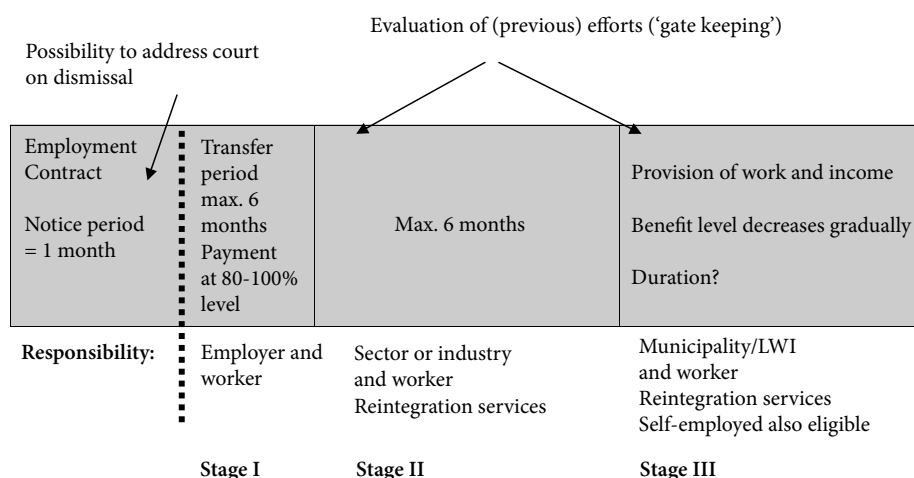 Evaluation of (previous) efforts (‘gate keeping’)
Possibility to address court
on dismissal
Employment
Contract
Notice period
= 1 month
Transfer
period
max. 6
months
Payment
at 80-100%
level
Max. 6 months
Provision of work and income
Benefit level decreases gradually
Duration?
Responsibility:
Employer and
worker
Sector or industry
and worker
Reintegration services
Municipality/LWI
and worker
Reintegration services
Self-employed also eligible
Stage I
Stage II
Stage III